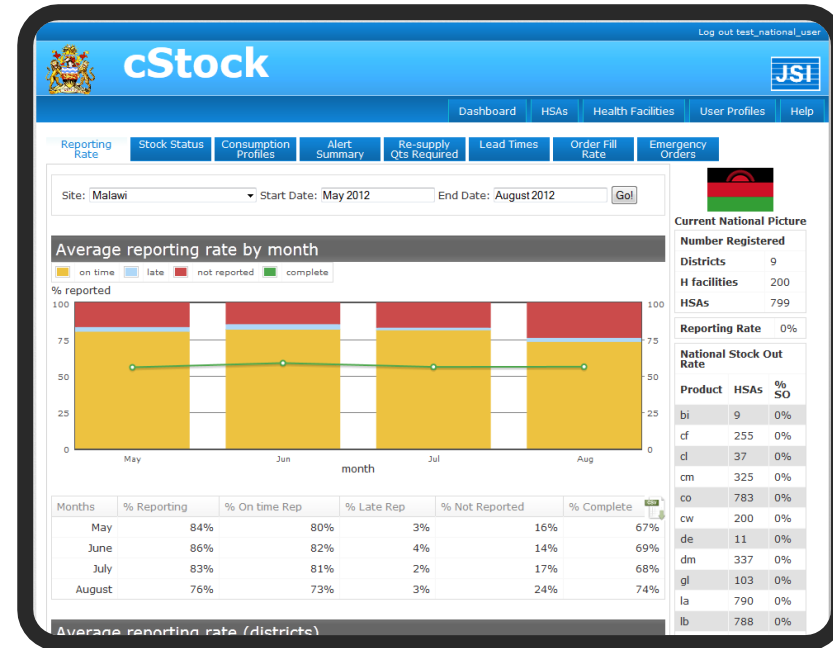 Log out test_national_user
cStock
JSI
Dashboard HSAs Health Facilities User Profiles Help
Reporting Rate Stock Status Consumption Profiles Alert Summary Re-supply Qts Required Lead Times Order Fill Rate Emergency Orders
Site: Malawi Start Date: May 2012 End Date: August 2012 Go!
Average reporting rate by month
on time late not reported complete
% reported
100 100
75 75
50 50
25 25
0 0
May Jun Jul Aug
month
Months % Reporting % On time Rep % Late Rep % Not Reported % Complete CSV
May 84% 80% 3% 16% 67%
June 86% 82% 4% 14% 69%
July 83% 81% 2% 17% 68%
August 76% 73% 3% 24% 74%
Average reporting rate (districts)
Current National Picture
Number Registered
Districts 9
H facilities 200
HSAs 799
Reporting Rate 0%
National Stock Out
Rate
Product HSAs % SO
bi 9 0%
cf 255 0%
cl 37 0%
cm 325 0%
co 783 0%
cw 200 0%
de 11 0%
dm 337 0%
gl 103 0%
la 790 0%
lb 788 0%